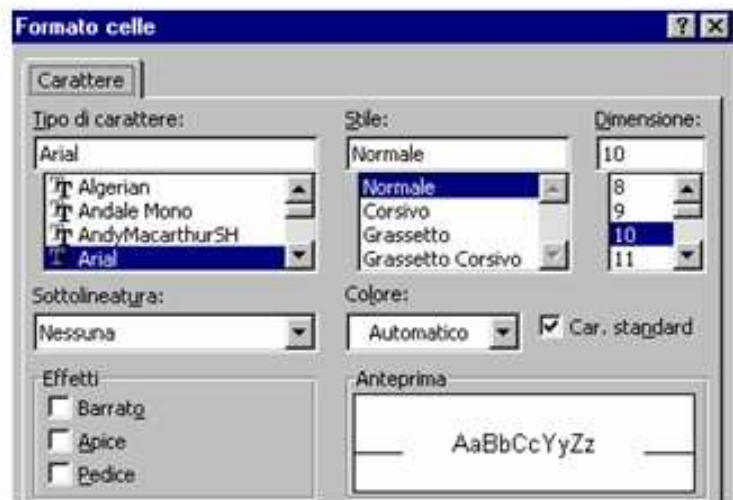 Formato celle
Carattere
Tipo di carattere:
Arial
Algerian
Andale Mono
AndyMacarthurSH
Arial
Stile:
Normale
Normale
Corsivo
Grassetto
Grassetto Corsivo
Dimensione:
10
8
9
10
11
Sottolineatura:
Nessuna
Colore:
Automatico
Car. standard
Effetti
Barrato
Apice
Pedice
Anteprima
AaBbCcYyZz